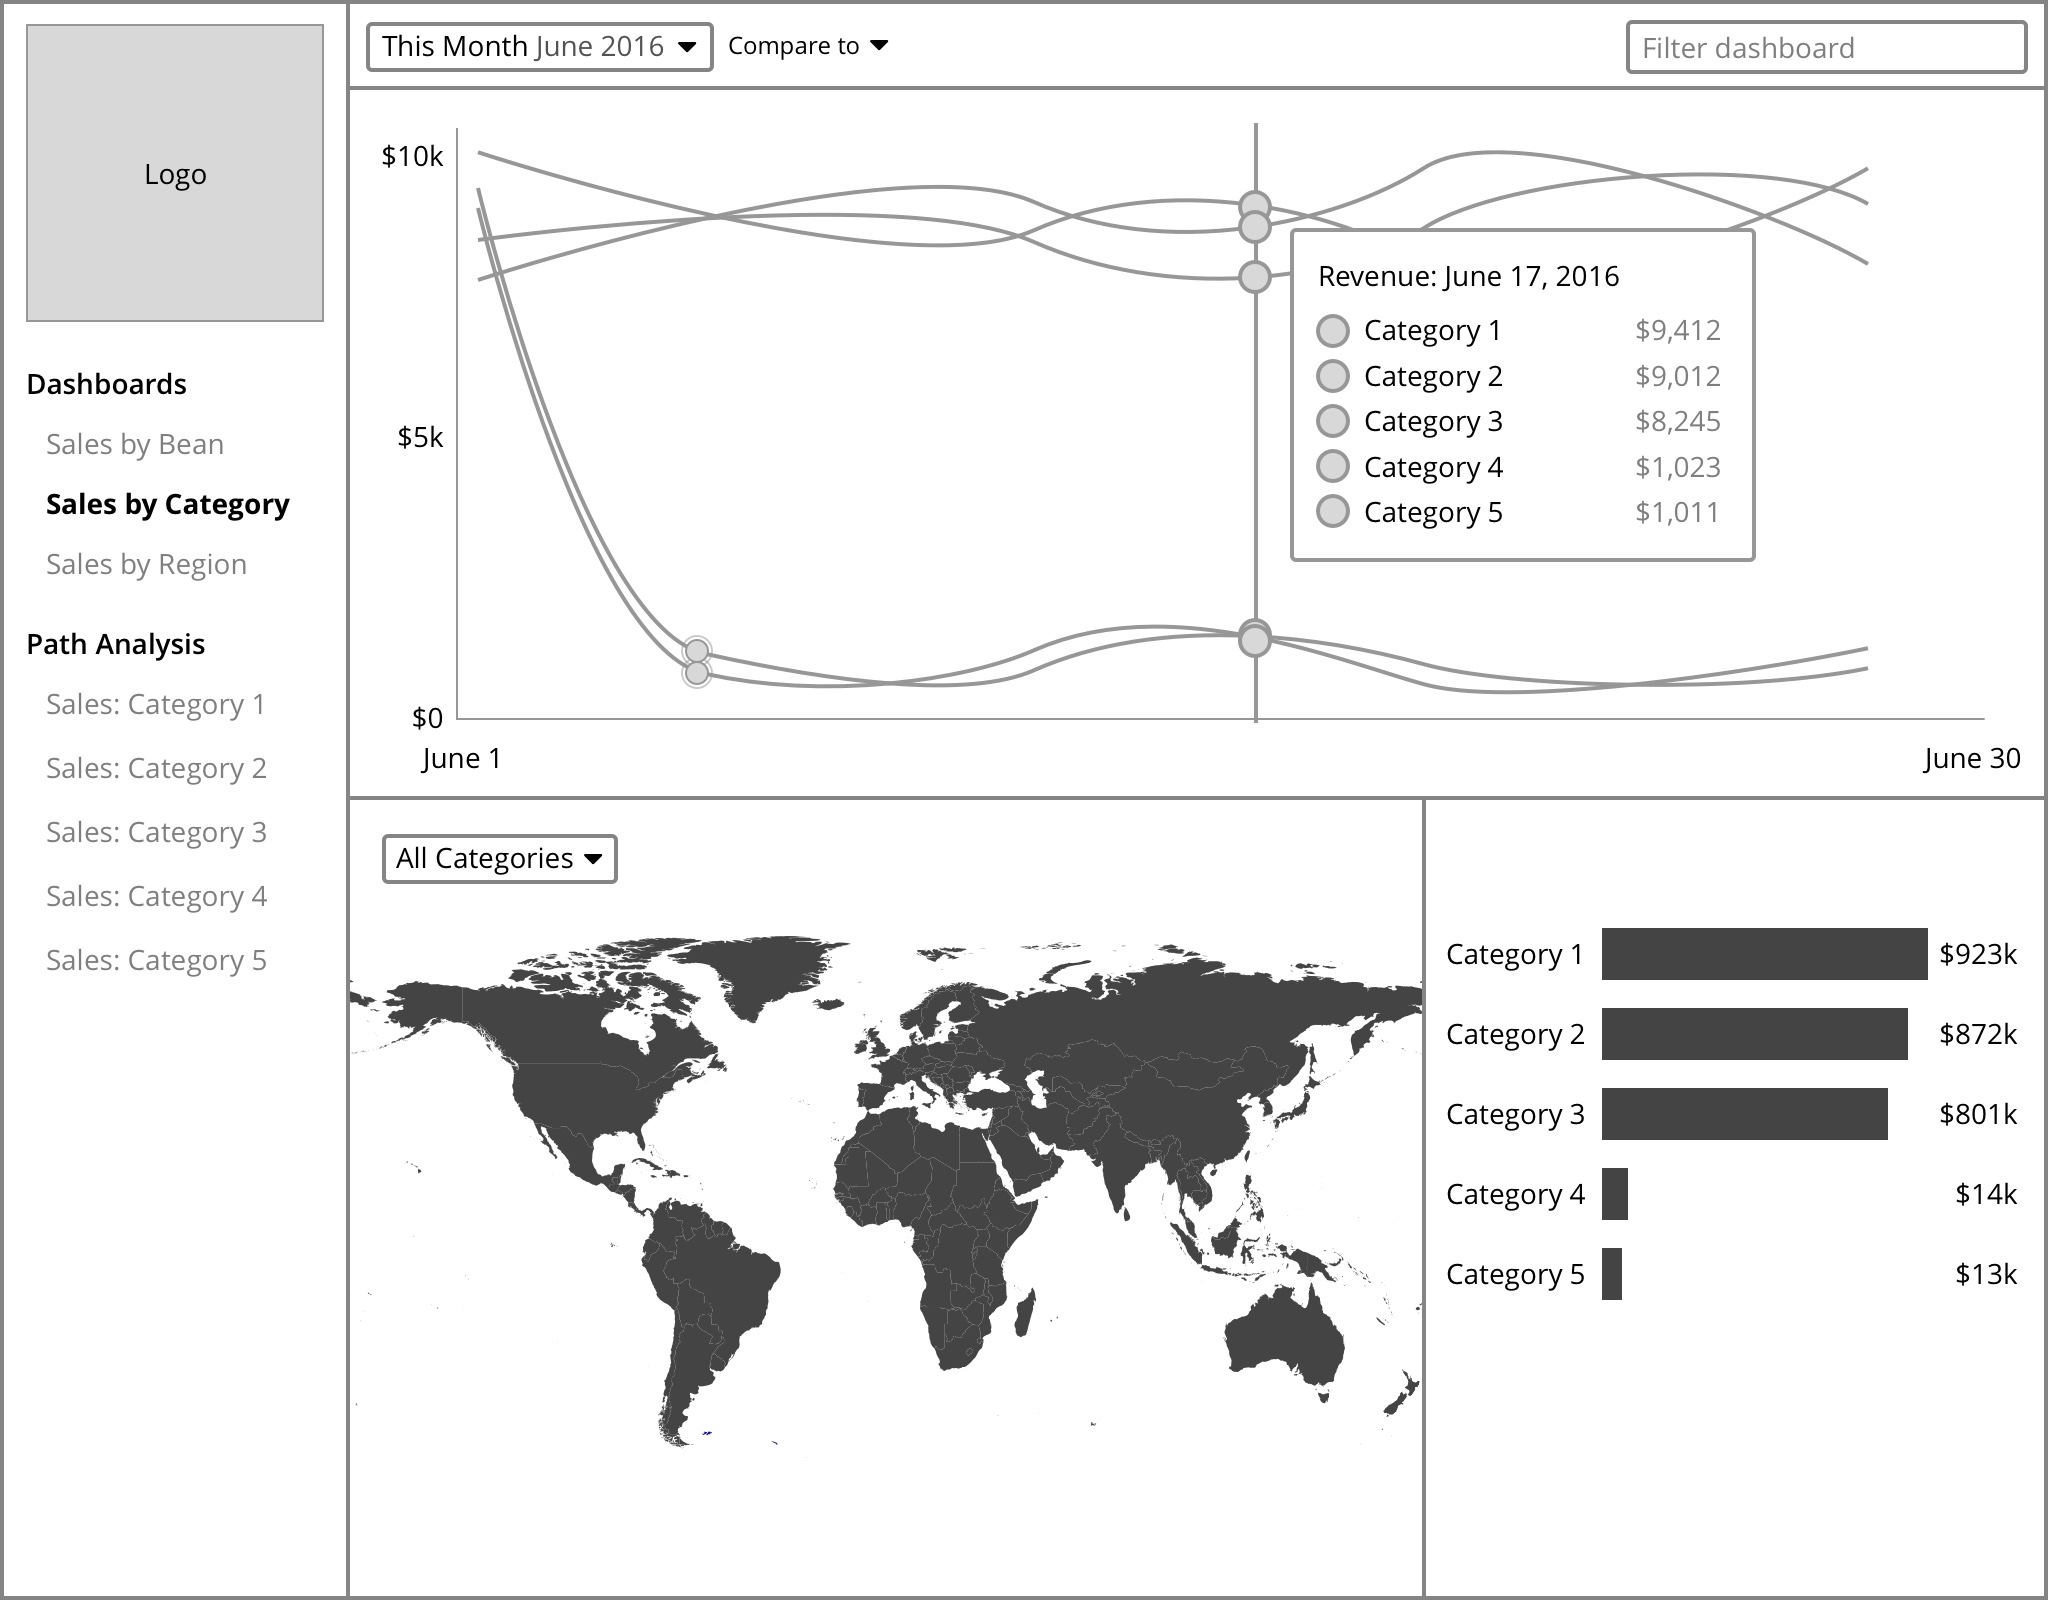 Logo
Dashboards
Sales by Bean
Sales by Category
Sales by Region
Path Analysis
Sales: Category 1
Sales: Category 2
Sales: Category 3
Sales: Category 4
Sales: Category 5
This Month June 2016
Compare to
Filter dashboard
$10k
$5k
$0
June 1
June 30
Revenue: June 17, 2016
Category 1 $9,412
Category 2 $9,012
Category 3 $8,245
Category 4 $1,023
Category 5 $1,011
All Categories
Category 1 $923k
Category 2 $872k
Category 3 $801k
Category 4 $14k
Category 5 $13k